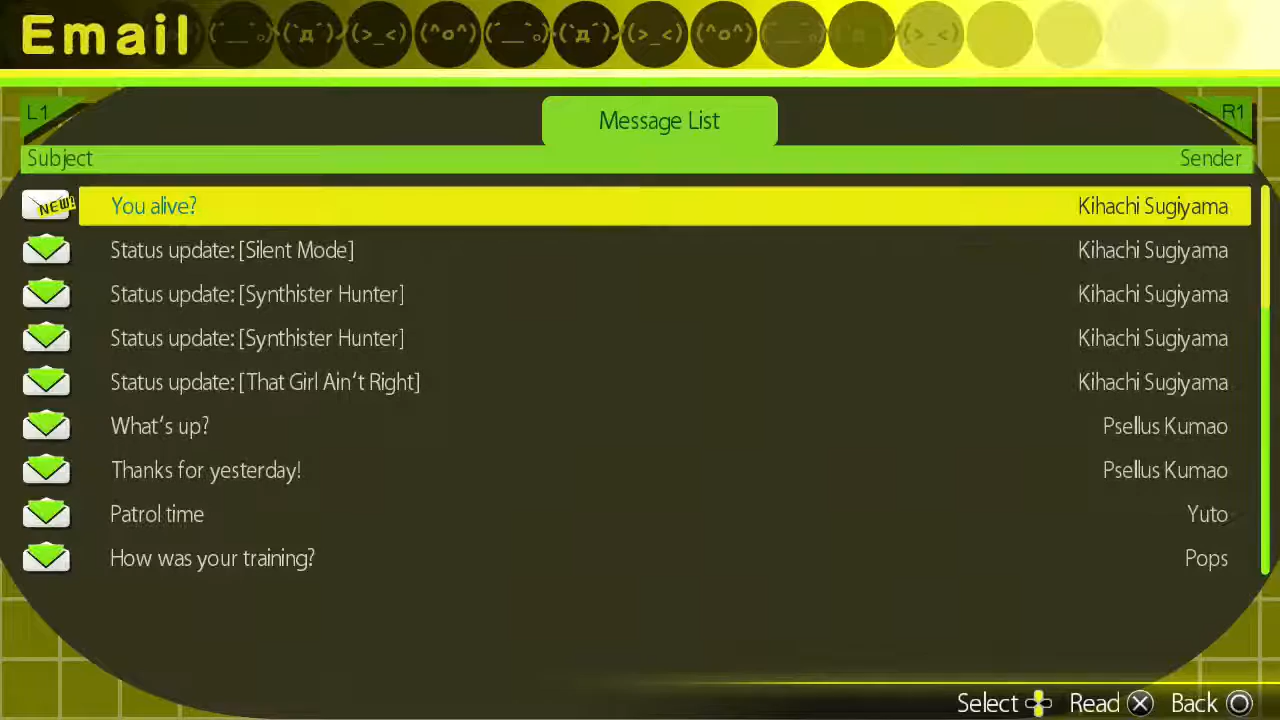 Email
(´__`o) (`д´) (>_<) (^o^) (´__`o) (`д´) (>_<) (^o^) (>_<)
L1
Message List
R1
Subject Sender
NEW! You alive? Kihachi Sugiyama
Status update: [Silent Mode] Kihachi Sugiyama
Status update: [Synthister Hunter] Kihachi Sugiyama
Status update: [Synthister Hunter] Kihachi Sugiyama
Status update: [That Girl Ain't Right] Kihachi Sugiyama
What's up? Psellus Kumao
Thanks for yesterday! Psellus Kumao
Patrol time Yuto
How was your training? Pops
Select Read Back